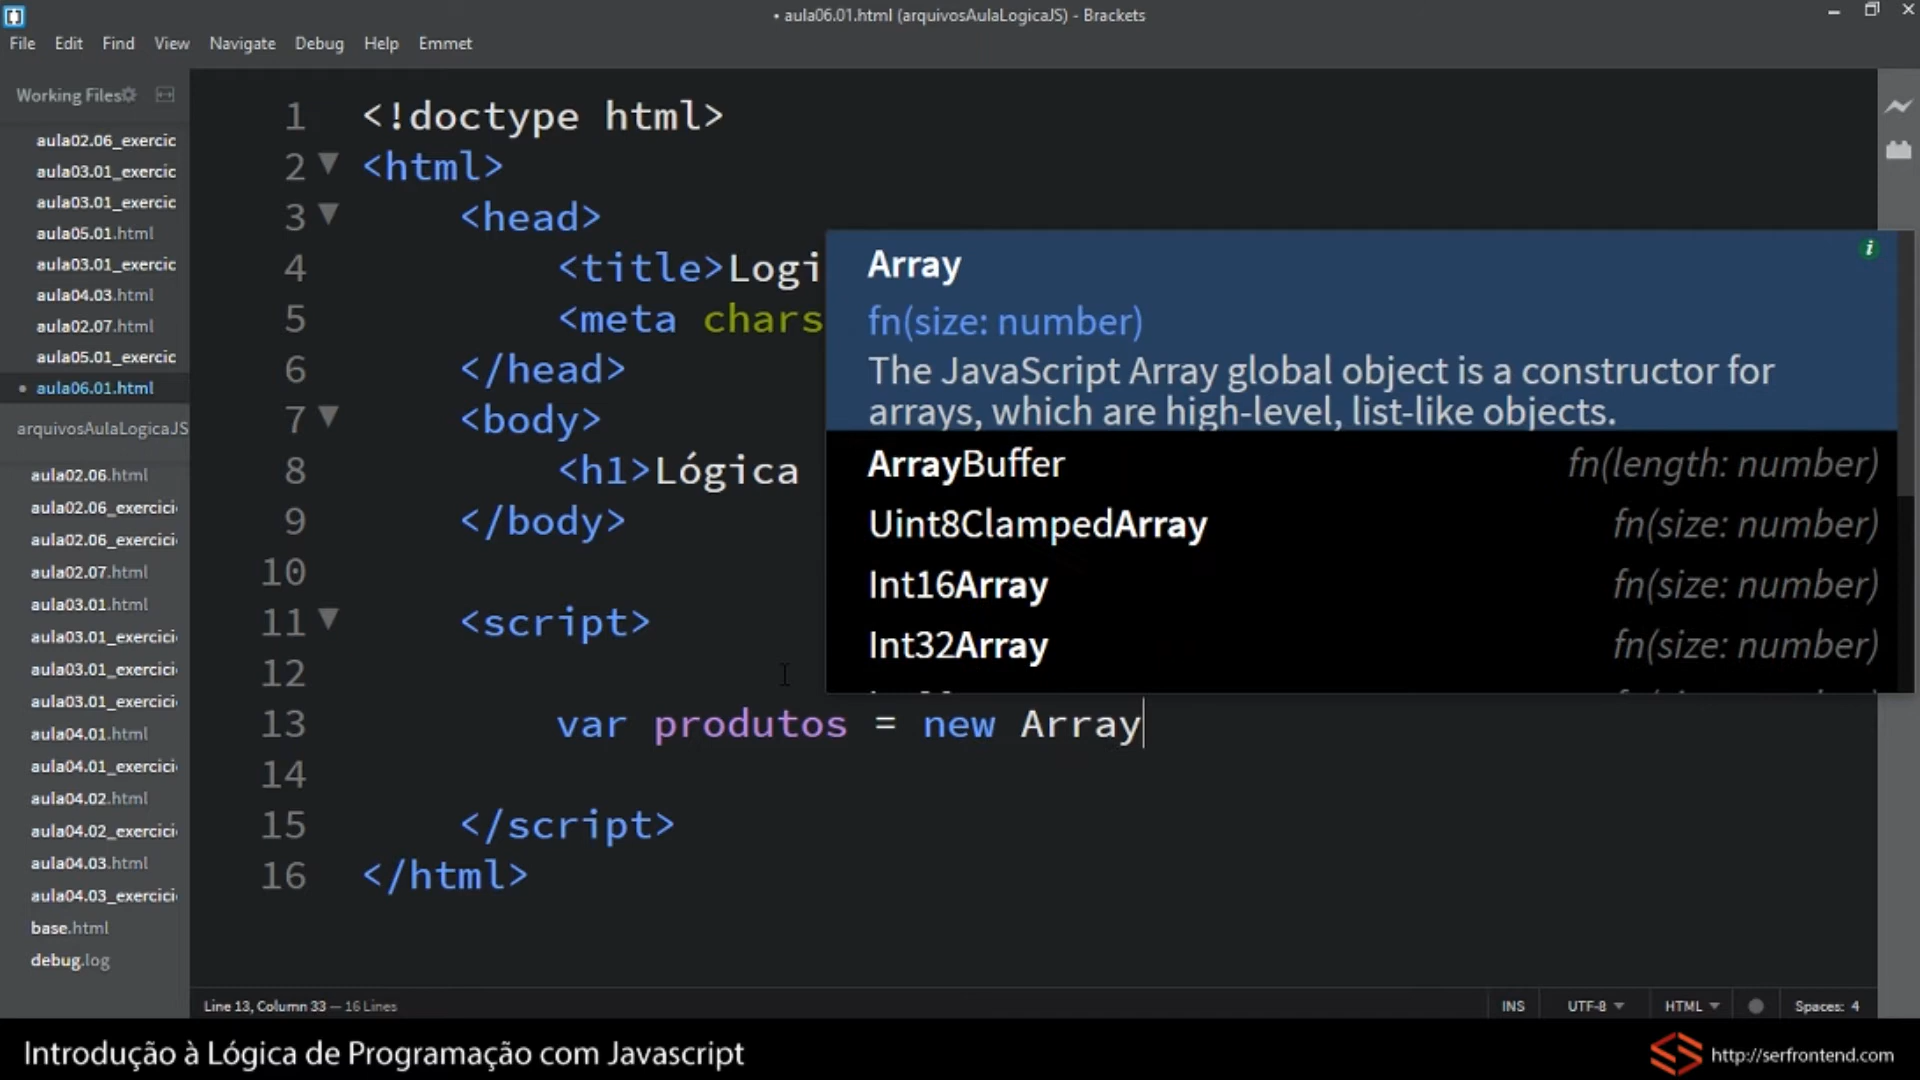 • aula06.01.html (arquivosAulaLogicaJS) - Brackets
File Edit Find View Navigate Debug Help Emmet
Working Files
aula02.06_exercic
aula03.01_exercic
aula03.01_exercic
aula05.01.html
aula03.01_exercic
aula04.03.html
aula02.07.html
aula05.01_exercic
• aula06.01.html
arquivosAulaLogicaJS
aula02.06.html
aula02.06_exercici
aula02.06_exercici
aula02.07.html
aula03.01.html
aula03.01_exercici
aula03.01_exercici
aula03.01_exercici
aula04.01.html
aula04.01_exercici
aula04.02.html
aula04.02_exercici
aula04.03.html
aula04.03_exercici
base.html
debug.log
1 <!doctype html>
2 <html>
3 <head>
4 <title>Logi
5 <meta chars
6 </head>
7 <body>
8 <h1>Lógica
9 </body>
10
11 <script>
12
13 var produtos = new Array
14
15 </script>
16 </html>
Array
fn(size: number)
The JavaScript Array global object is a constructor for
arrays, which are high-level, list-like objects.
ArrayBuffer fn(length: number)
Uint8ClampedArray fn(size: number)
Int16Array fn(size: number)
Int32Array fn(size: number)
Line 13, Column 33 — 16 Lines
INS UTF-8 HTML Spaces: 4
Introdução à Lógica de Programação com Javascript
http://serfrontend.com